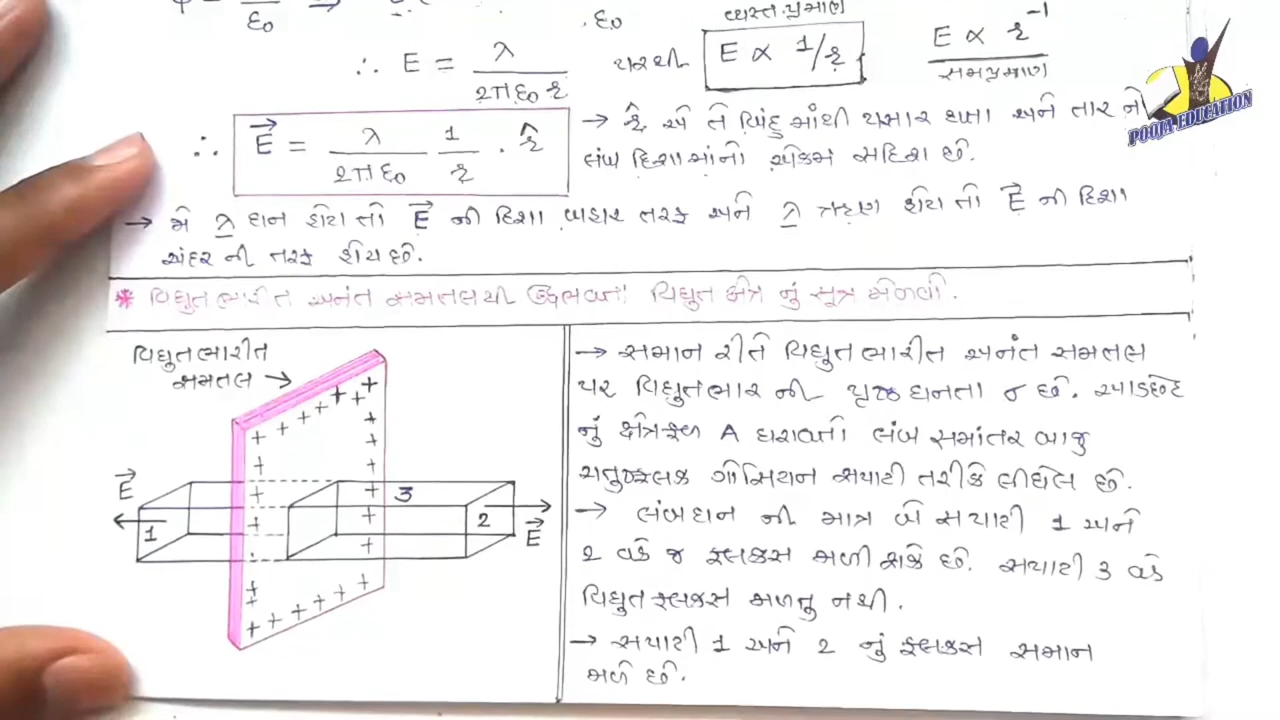 ε₀
∴ E = λ / 2πε₀r પરથી
વ્યસ્ત પ્રમાણ
E ∝ 1/r
E ∝ r⁻¹
સમપ્રમાણ
POOJA EDUCATION
∴ E⃗ = λ / 2πε₀ 1 / r . r̂
→ r̂ એ તે બિંદુ માંથી પસાર થતા અને તાર ને
લંબ દિશામાંનો એકમ સદિશ છે.
→ જો λ ધન હોય તો E⃗ ની દિશા બહાર તરફ અને λ ઋણ હોય તો E⃗ ની દિશા
અંદર ની તરફ હોય છે.
* વિદ્યુતભારીત અનંત સમતલથી ઉદ્ભવતા વિદ્યુત ક્ષેત્ર નું સૂત્ર મેળવો.
વિદ્યુતભારીત
સમતલ →
E⃗
1
3
2
E⃗
→ સમાન રીતે વિદ્યુતભારીત અનંત સમતલ
પર વિદ્યુતભાર ની પૃષ્ઠ ઘનતા σ છે. આડછેદ
નું ક્ષેત્રફળ A ધરાવતો લંબ સમાંતર બાજુ
ચતુષ્ફલક ગોસિયન સપાટી તરીકે લીધેલ છે.
→ લંબઘન ની માત્ર બે સપાટી 1 અને
2 વડે જ ફ્લક્સ મળી શકે છે. સપાટી 3 વડે
વિદ્યુત ફ્લક્સ મળતુ નથી.
→ સપાટી 1 અને 2 નું ફ્લક્સ સમાન
મળે છે.